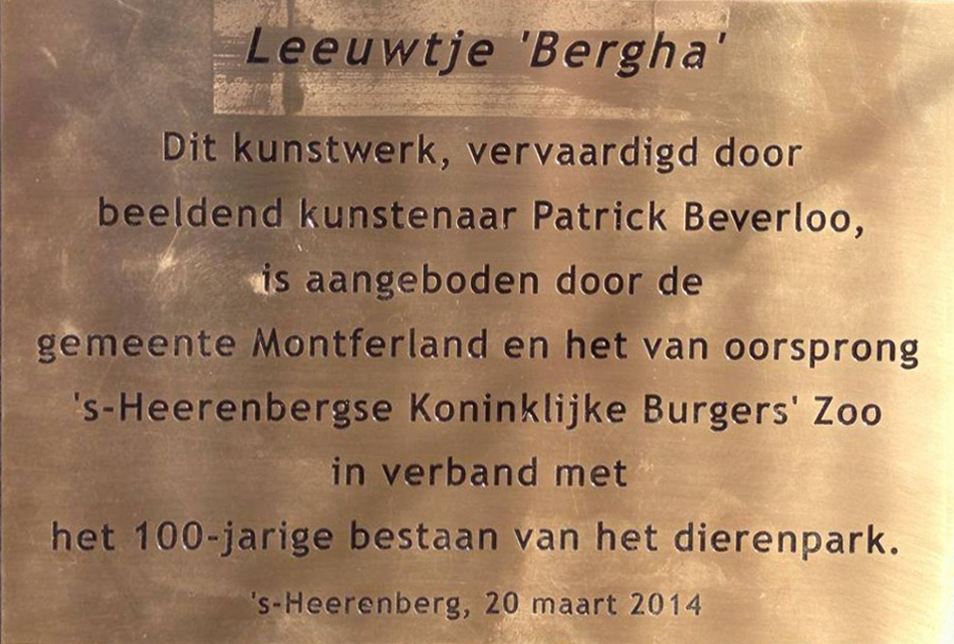 Leeuwtje 'Bergha'
Dit kunstwerk, vervaardigd door
beeldend kunstenaar Patrick Beverloo,
is aangeboden door de
gemeente Montferland en het van oorsprong
's-Heerenbergse Koninklijke Burgers' Zoo
in verband met
het 100-jarige bestaan van het dierenpark.
's-Heerenberg, 20 maart 2014